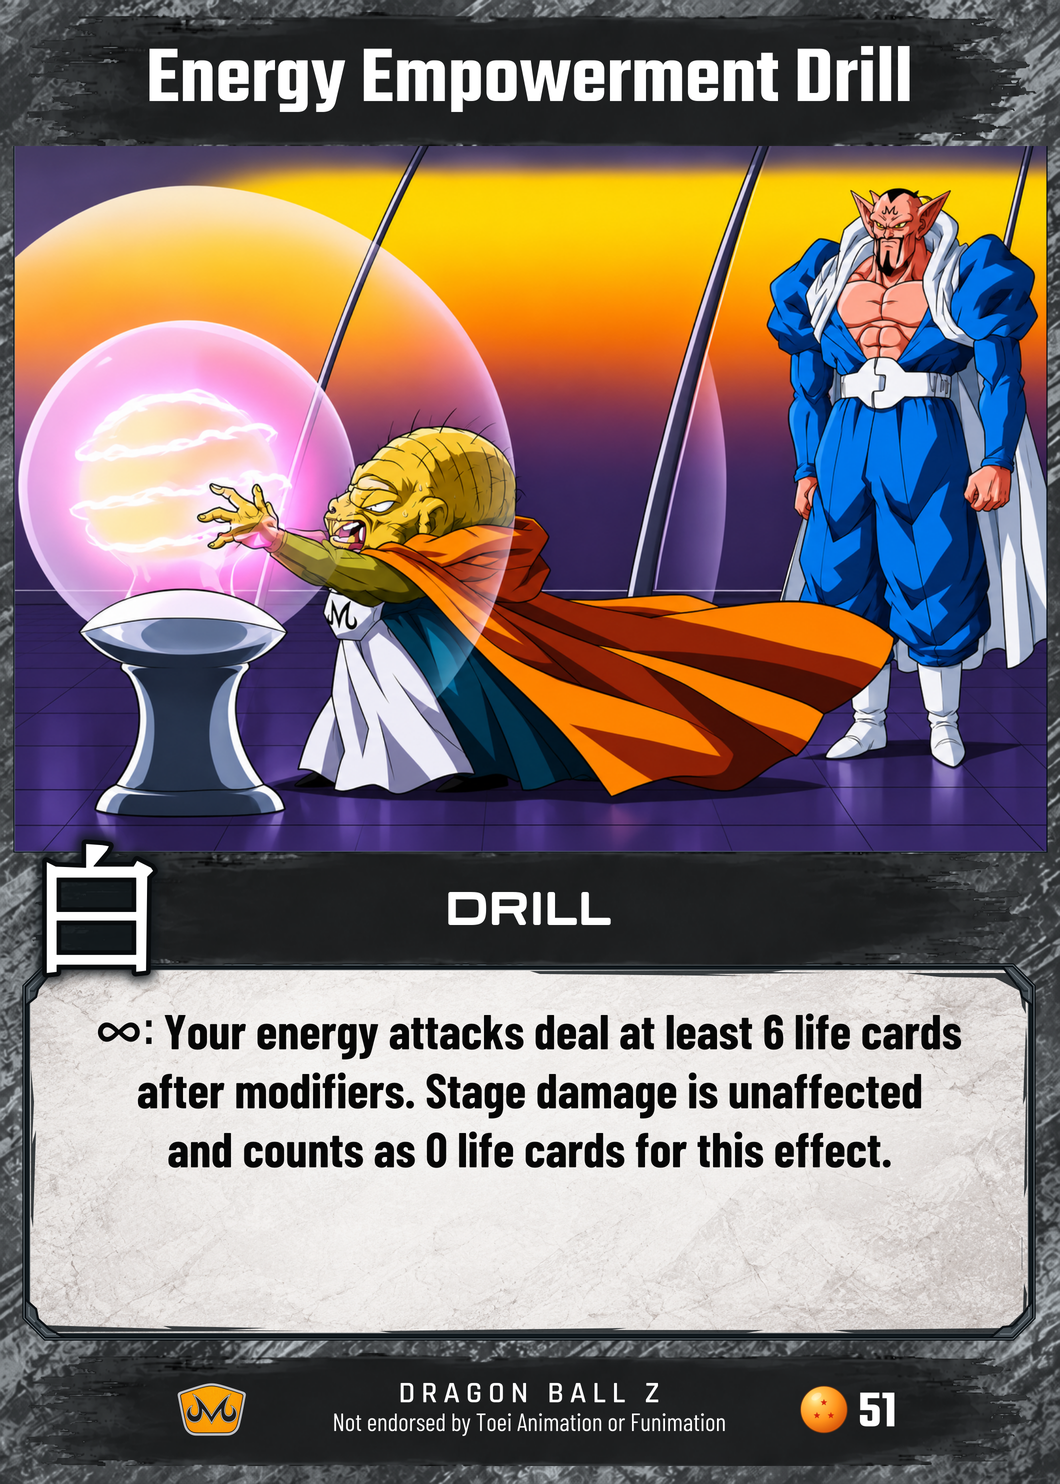 Energy Empowerment Drill
M
M
白
DRILL
∞: Your energy attacks deal at least 6 life cards
after modifiers. Stage damage is unaffected
and counts as 0 life cards for this effect.
M
DRAGON BALL Z
Not endorsed by Toei Animation or Funimation
51